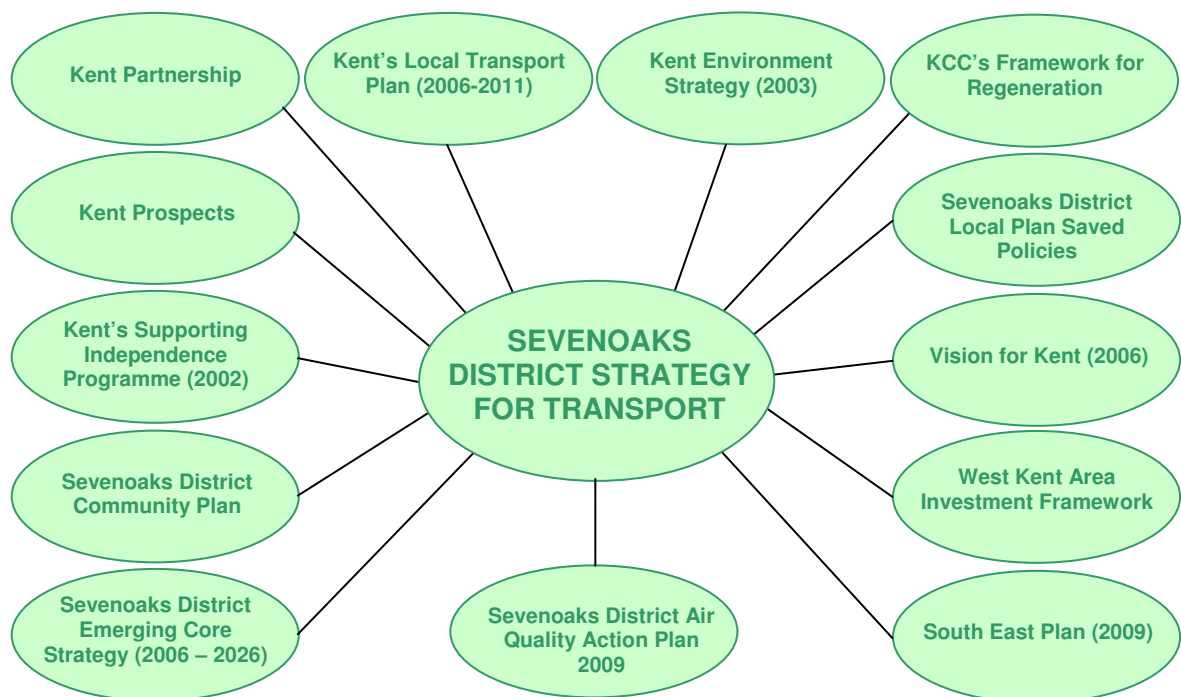 Kent Partnership
Kent's Local Transport
Plan (2006-2011)
Kent Environment
Strategy (2003)
KCC's Framework for
Regeneration
Kent Prospects
Sevenoaks District
Local Plan Saved
Policies
Kent's Supporting
Independence
Programme (2002)
SEVENOAKS
DISTRICT STRATEGY
FOR TRANSPORT
Vision for Kent (2006)
Sevenoaks District
Community Plan
West Kent Area
Investment Framework
Sevenoaks District
Emerging Core
Strategy (2006 – 2026)
Sevenoaks District Air
Quality Action Plan
2009
South East Plan (2009)